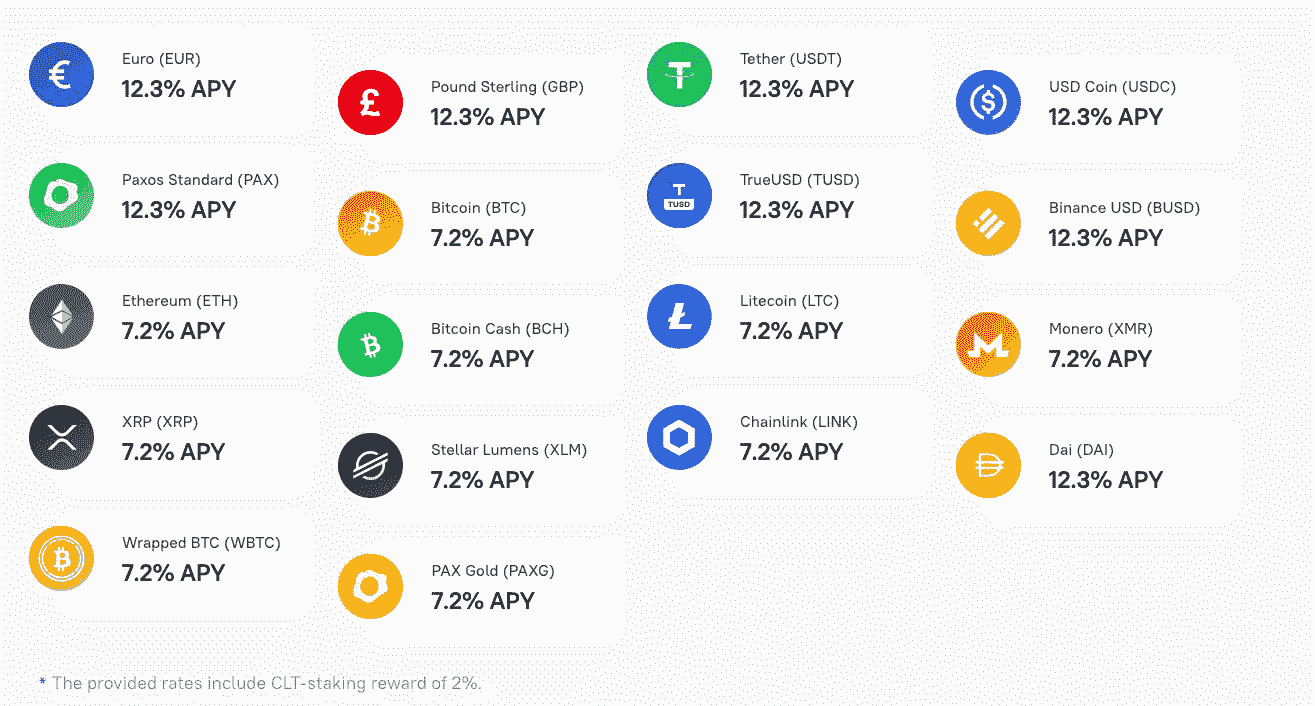 Euro (EUR)
12.3% APY
Pound Sterling (GBP)
12.3% APY
Tether (USDT)
12.3% APY
USD Coin (USDC)
12.3% APY
Paxos Standard (PAX)
12.3% APY
Bitcoin (BTC)
7.2% APY
TUSD
TrueUSD (TUSD)
12.3% APY
Binance USD (BUSD)
12.3% APY
Ethereum (ETH)
7.2% APY
Bitcoin Cash (BCH)
7.2% APY
Litecoin (LTC)
7.2% APY
Monero (XMR)
7.2% APY
XRP (XRP)
7.2% APY
Stellar Lumens (XLM)
7.2% APY
Chainlink (LINK)
7.2% APY
Dai (DAI)
12.3% APY
Wrapped BTC (WBTC)
7.2% APY
PAX Gold (PAXG)
7.2% APY
* The provided rates include CLT-staking reward of 2%.